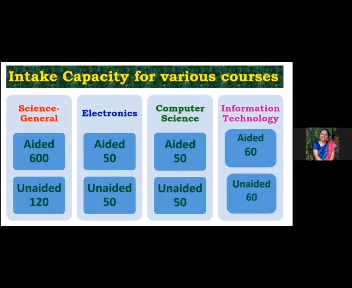 Intake Capacity for various courses
Science-
General
Aided
600
Unaided
120
Electronics
Aided
50
Unaided
50
Computer
Science
Aided
50
Unaided
50
Information
Technology
Aided
60
Unaided
60